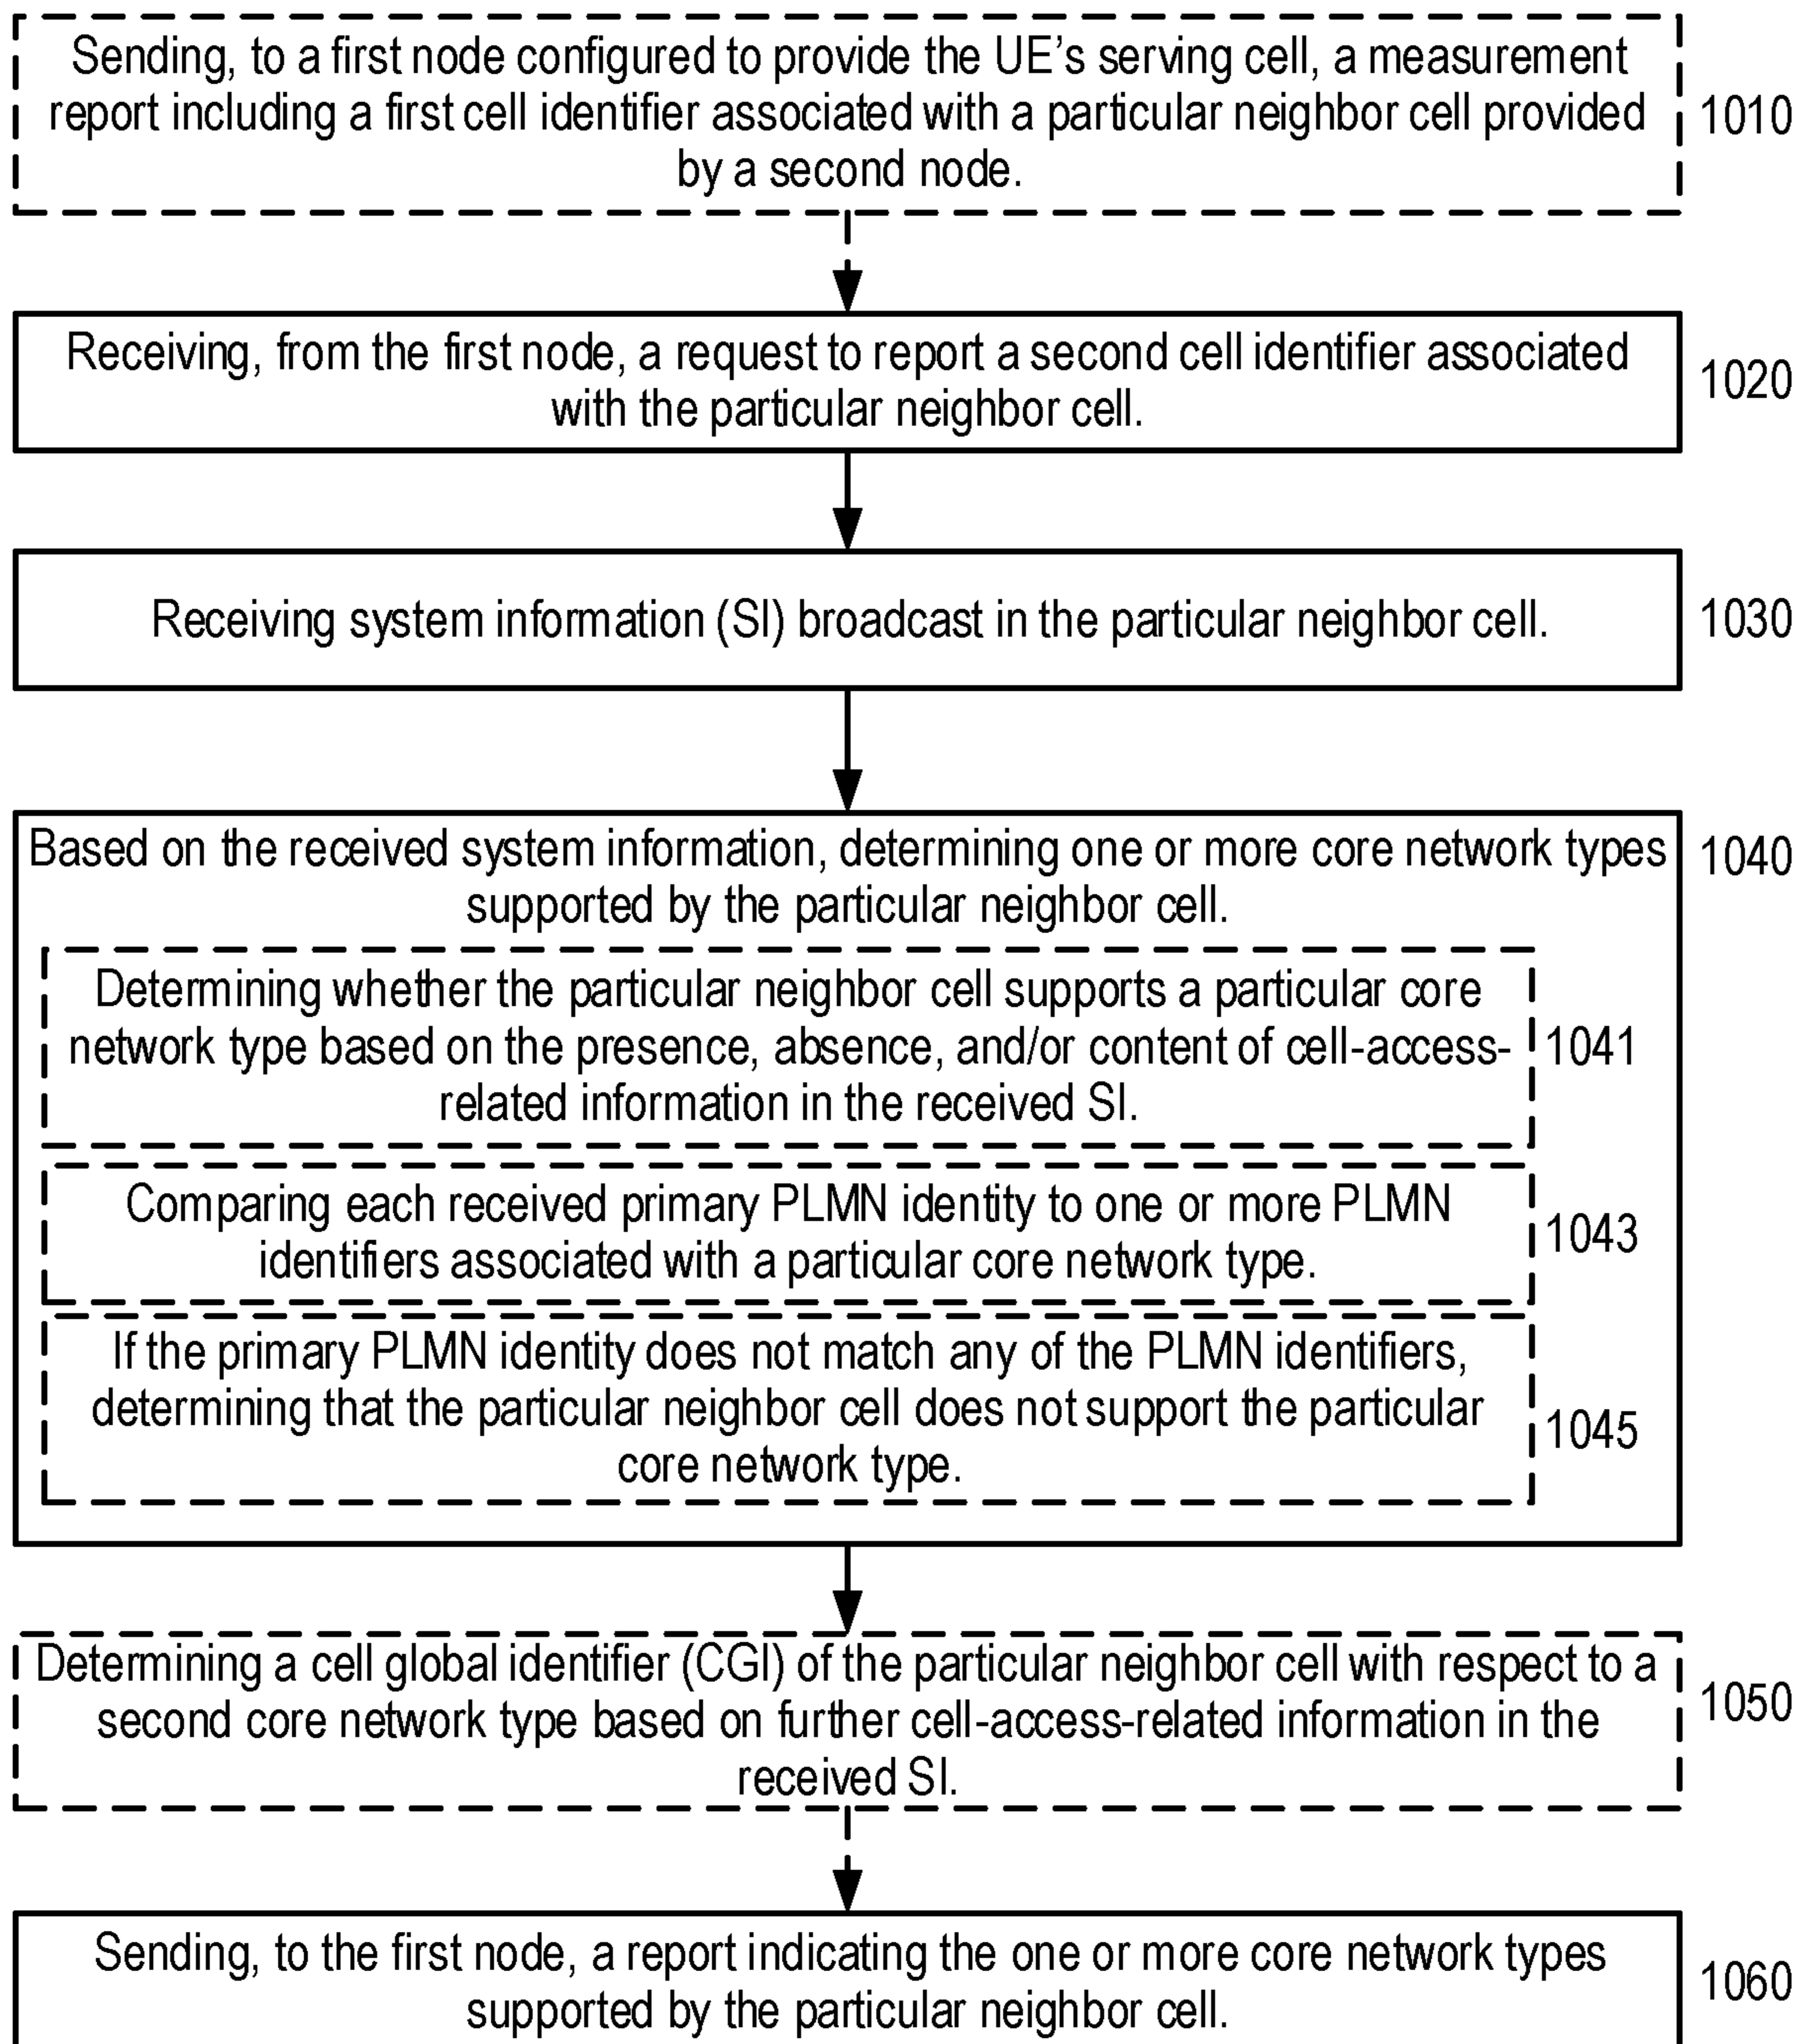 Sending, to a first node configured to provide the UE's serving cell, a measurement
report including a first cell identifier associated with a particular neighbor cell provided
by a second node.
1010
Receiving, from the first node, a request to report a second cell identifier associated
with the particular neighbor cell.
1020
Receiving system information (SI) broadcast in the particular neighbor cell.
1030
Based on the received system information, determining one or more core network types
supported by the particular neighbor cell.
1040
Determining whether the particular neighbor cell supports a particular core
network type based on the presence, absence, and/or content of cell-access-
related information in the received SI.
1041
Comparing each received primary PLMN identity to one or more PLMN
identifiers associated with a particular core network type.
1043
If the primary PLMN identity does not match any of the PLMN identifiers,
determining that the particular neighbor cell does not support the particular
core network type.
1045
Determining a cell global identifier (CGI) of the particular neighbor cell with respect to a
second core network type based on further cell-access-related information in the
received SI.
1050
Sending, to the first node, a report indicating the one or more core network types
supported by the particular neighbor cell.
1060